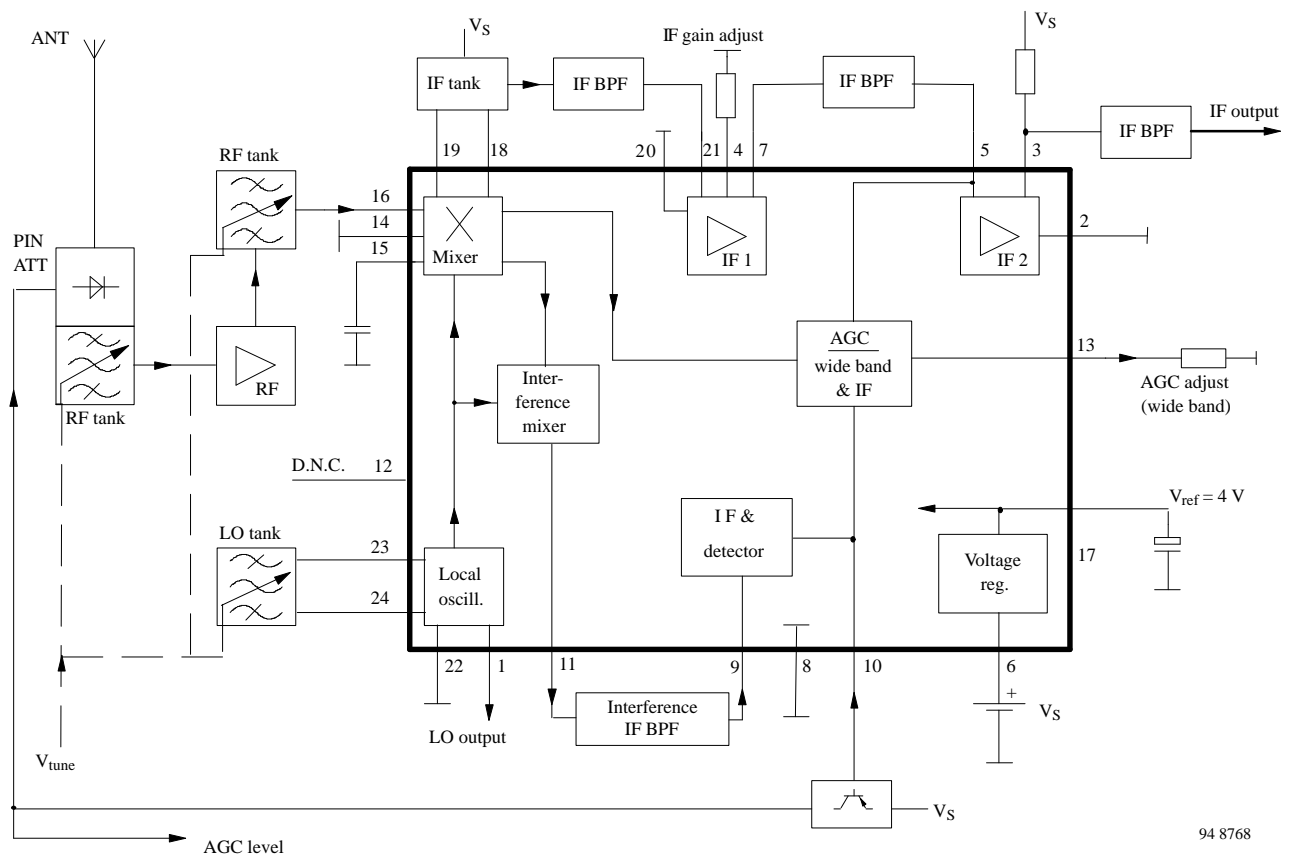 VS
VS
ANT
IF gain adjust
IF tank
IF BPF
IF BPF
IF output
IF BPF
19
18
20
21
4
7
5
3
RF tank
16
14
15
2
PIN
ATT
Mixer
IF 1
IF 2
13
AGC
wide band
& IF
AGC adjust
(wide band)
Inter-
ference
mixer
RF
RF tank
D.N.C.
12
Vref = 4 V
I F &
detector
LO tank
23
24
Local
oscill.
Voltage
reg.
17
22
1
11
9
8
10
6
+
VS
Interference
IF BPF
LO output
Vtune
VS
AGC level
94 8768